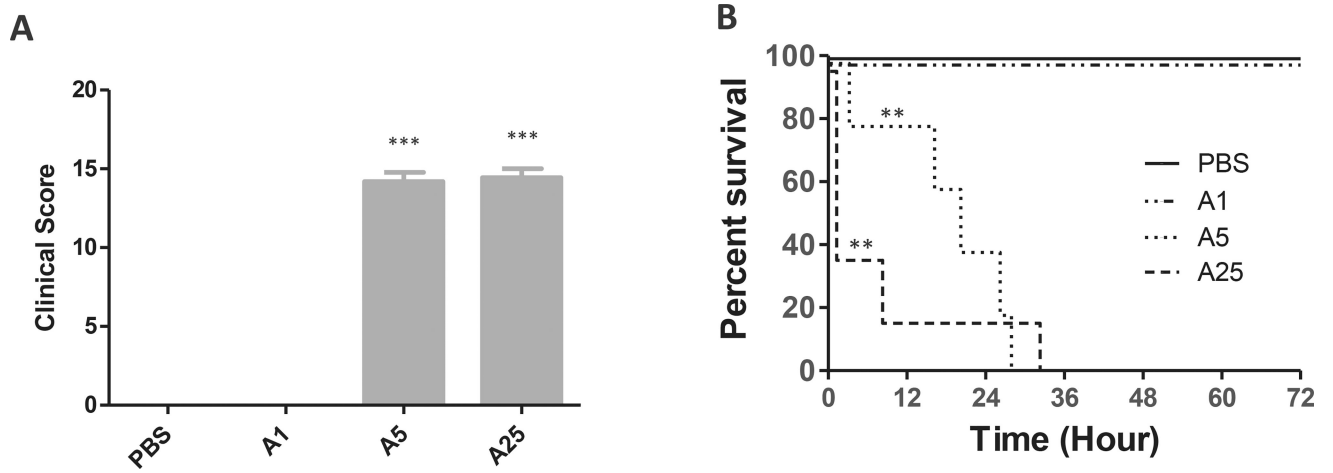 A
20
15
10
5
0
Clinical Score
***
***
PBS
A1
A5
A25
B
100
80
60
40
20
0
Percent survival
**
**
PBS
A1
A5
A25
0 12 24 36 48 60 72
Time (Hour)